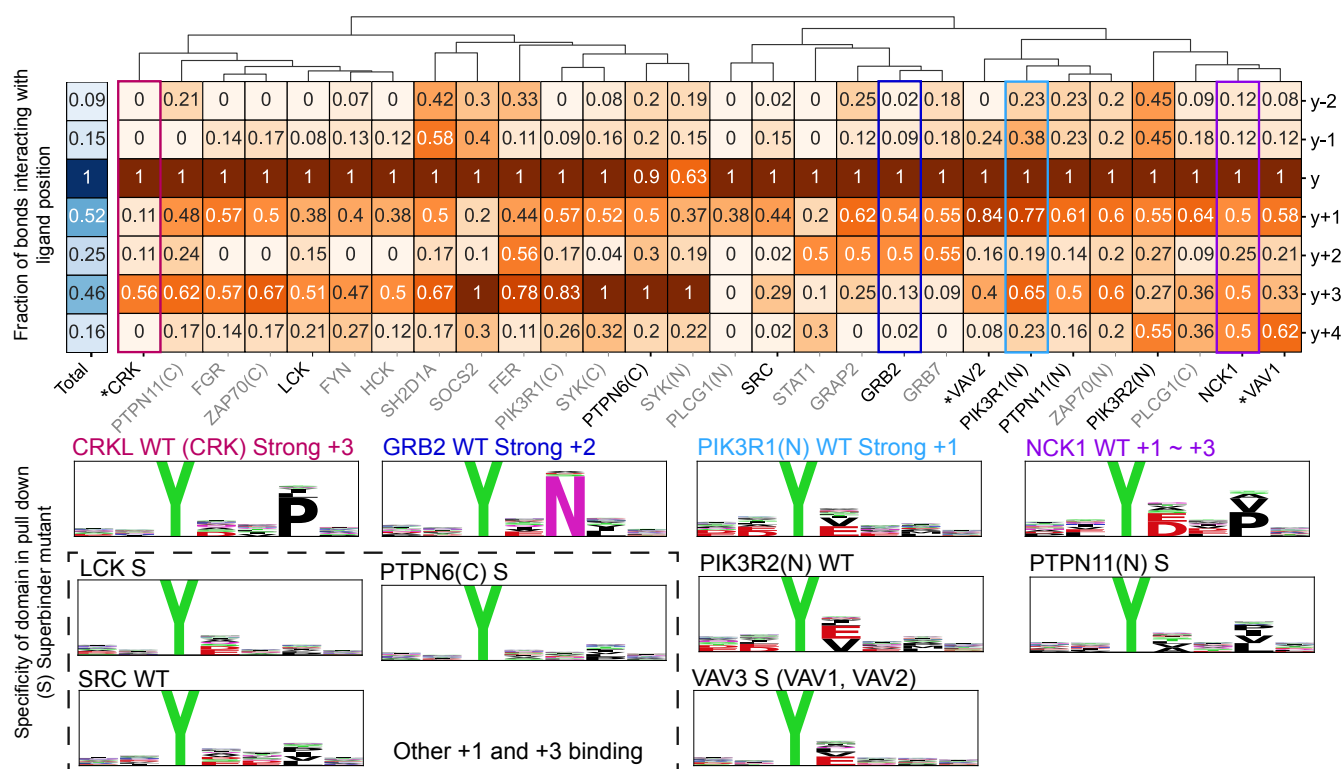 Fraction of bonds interacting with
ligand position
0.09 0 0.21 0 0 0 0.07 0 0.42 0.3 0.33 0 0.08 0.2 0.19 0 0.02 0 0.25 0.02 0.18 0 0.23 0.23 0.2 0.45 0.09 0.12 0.08 y-2
0.15 0 0 0.14 0.17 0.08 0.13 0.12 0.58 0.4 0.11 0.09 0.16 0.2 0.15 0 0.15 0 0.2 0.09 0.18 0.24 0.38 0.23 0.2 0.45 0.18 0.12 0.12 y-1
1 1 1 1 1 1 1 1 1 1 1 1 1 0.9 0.63 1 1 1 1 1 1 1 1 1 1 1 1 1 1 y
0.52 0.11 0.48 0.57 0.5 0.38 0.4 0.38 0.5 0.2 0.44 0.57 0.52 0.5 0.37 0.38 0.44 0.2 0.62 0.54 0.55 0.84 0.77 0.61 0.6 0.55 0.64 0.5 0.58 y+1
0.25 0.11 0.24 0 0 0.15 0 0 0.17 0.1 0.56 0.17 0.04 0.3 0.19 0 0.02 0.5 0.5 0.5 0.55 0.16 0.19 0.14 0.2 0.27 0.09 0.25 0.21 y+2
0.46 0.56 0.62 0.57 0.67 0.51 0.47 0.5 0.67 1 0.78 0.83 1 1 1 0 0.29 0.1 0.25 0.13 0.09 0.4 0.65 0.5 0.6 0.27 0.36 0.5 0.33 y+3
0.16 0 0.17 0.14 0.17 0.21 0.27 0.12 0.17 0.3 0.11 0.26 0.32 0.2 0.22 0 0.02 0.3 0 0.02 0 0.08 0.23 0.16 0.2 0.55 0.36 0.5 0.62 y+4
Total *CRK PTPN11(C) FGR ZAP70(C) LCK FYN HCK SH2D1A SOCS2 FER PIK3R1(C) SYK(C) PTPN6(C) SYK(N) PLCG1(N) SRC STAT1 GRAP2 GRB2 GRB7 *VAV2 PIK3R1(N) PTPN11(N) ZAP70(N) PIK3R2(N) PLCG1(C) NCK1 *VAV1
Specificity of domain in pull down
(S) Superbinder mutant
CRKL WT (CRK) Strong +3 GRB2 WT Strong +2 PIK3R1(N) WT Strong +1 NCK1 WT +1 ~ +3
Y P Y N Y E Y D P
LCK S PTPN6(C) S PIK3R2(N) WT PTPN11(N) S
Y Y Y E V Y
SRC WT VAV3 S (VAV1, VAV2)
Y Y E
Other +1 and +3 binding